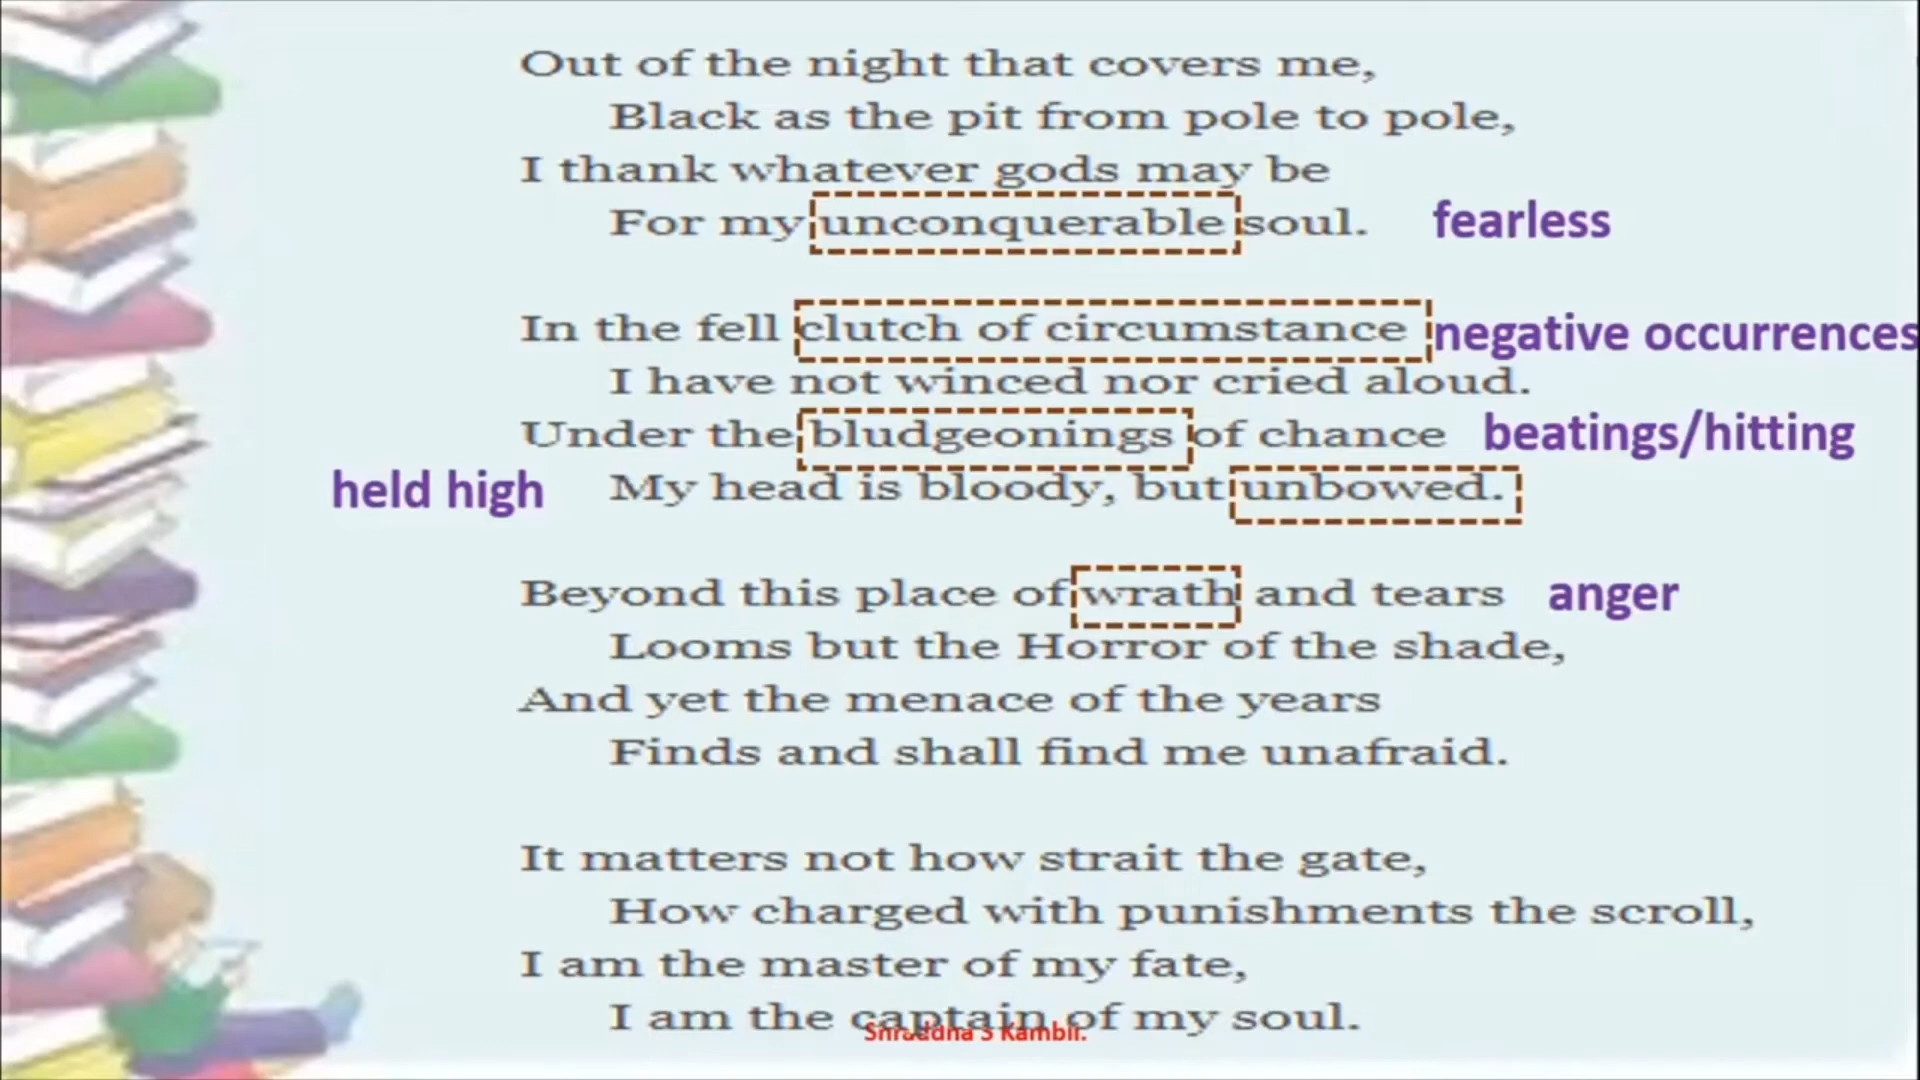 Out of the night that covers me,
Black as the pit from pole to pole,
I thank whatever gods may be
For my unconquerable soul. fearless
In the fell clutch of circumstance negative occurrences
I have not winced nor cried aloud.
Under the bludgeonings of chance beatings/hitting
held high My head is bloody, but unbowed.
Beyond this place of wrath and tears anger
Looms but the Horror of the shade,
And yet the menace of the years
Finds and shall find me unafraid.
It matters not how strait the gate,
How charged with punishments the scroll,
I am the master of my fate,
I am the captain of my soul.
Shraddha S Kambli.